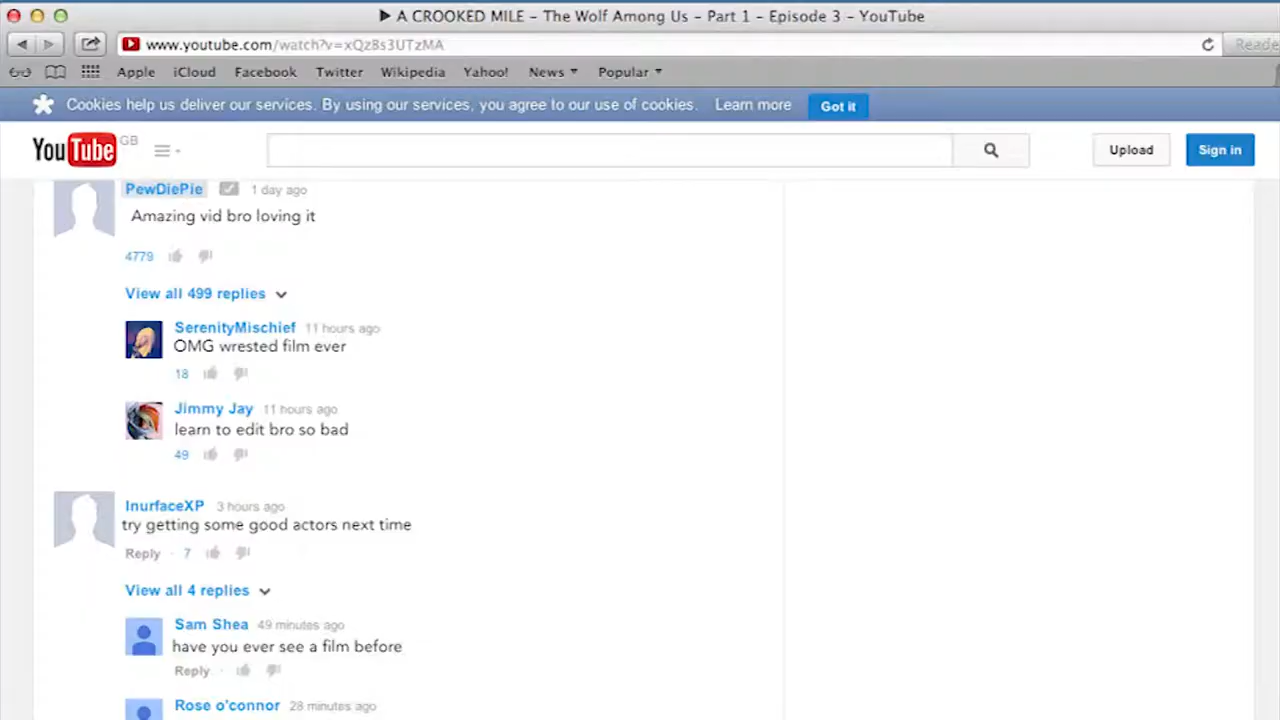 A CROOKED MILE – The Wolf Among Us – Part 1 – Episode 3 – YouTube
www.youtube.com/watch?v=xQzBs3UTzMA
Reade
Apple iCloud Facebook Twitter Wikipedia Yahoo! News Popular
Cookies help us deliver our services. By using our services, you agree to our use of cookies. Learn more Got it
YouTube GB Upload Sign in
PewDiePie 1 day ago
Amazing vid bro loving it
4779
View all 499 replies
SerenityMischief 11 hours ago
OMG wrested film ever
18
Jimmy Jay 11 hours ago
learn to edit bro so bad
49
InurfaceXP 3 hours ago
try getting some good actors next time
Reply · 7
View all 4 replies
Sam Shea 49 minutes ago
have you ever see a film before
Reply ·
Rose o'connor 28 minutes ago